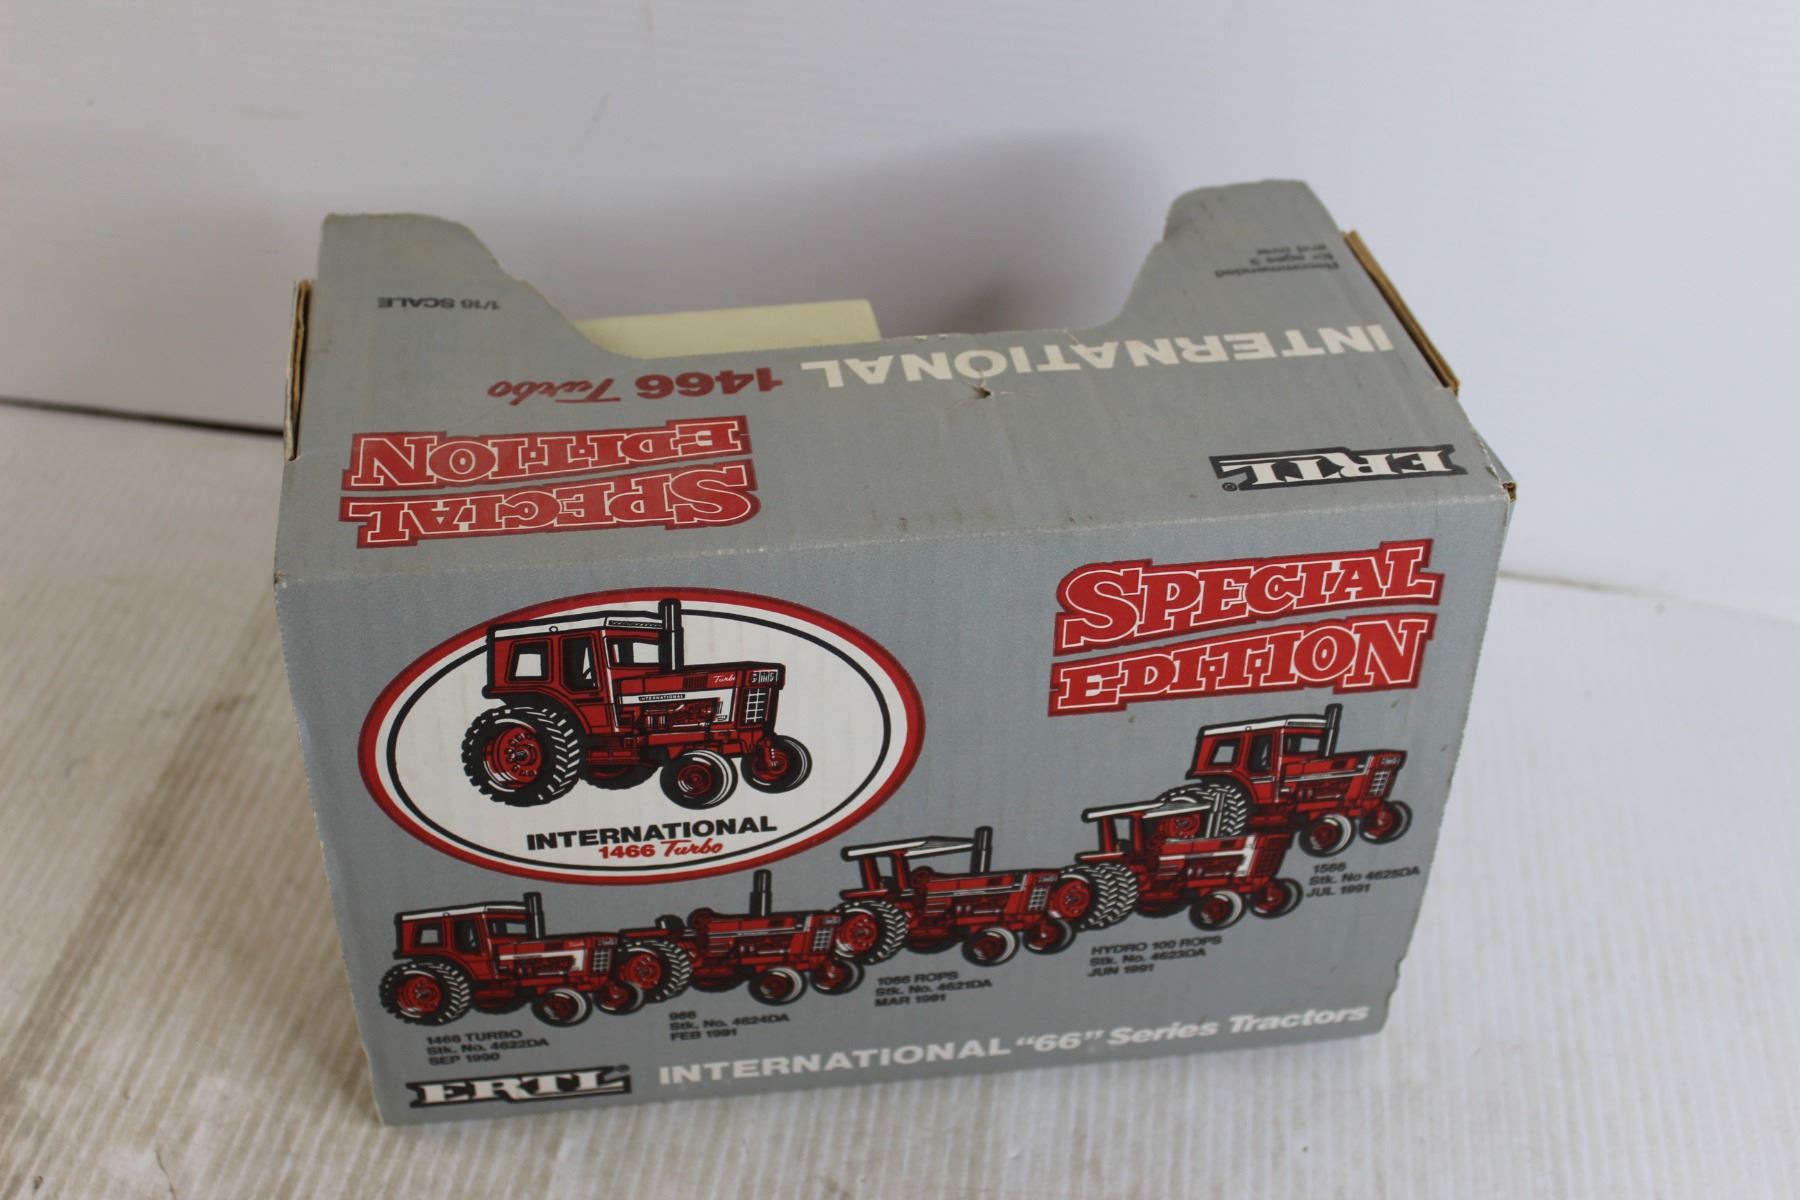 1/16 SCALE
Recommended
for ages 3
and over
INTERNATIONAL 1466 Turbo
SPECIAL
EDITION
ERTL®
SPECIAL
EDITION
INTERNATIONAL
Turbo
INTERNATIONAL
1466 Turbo
1466 TURBO
Stk. No. 4622DA
SEP 1990
966
Stk. No. 4624DA
FEB 1991
1066 ROPS
Stk. No. 4621DA
MAR 1991
HYDRO 100 ROPS
Stk. No. 4623DA
JUN 1991
1566
Stk. No 4625DA
JUL 1991
ERTL®
INTERNATIONAL "66" Series Tractors